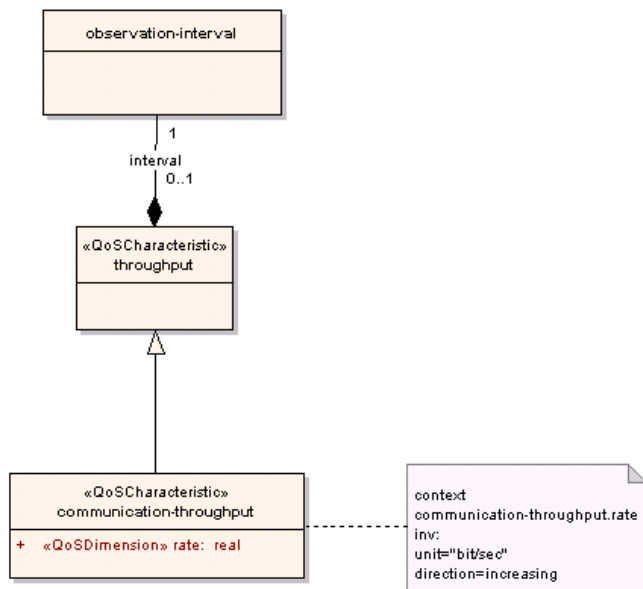 observation-interval
1
interval
0..1
«QoSCharacteristic»
throughput
«QoSCharacteristic»
communication-throughput
+ «QoSDimension» rate: real
context
communication-throughput.rate
inv:
unit="bit/sec"
direction=increasing